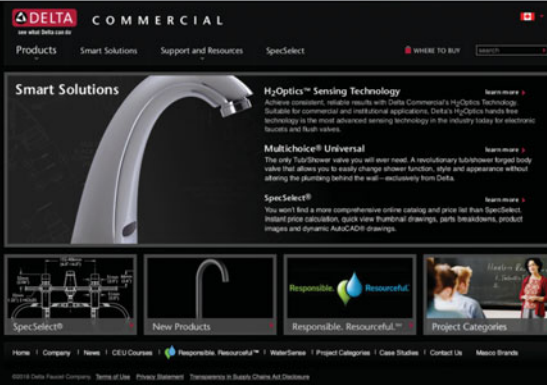 DELTA COMMERCIAL
see what Delta can do
Products Smart Solutions Support and Resources SpecSelect WHERE TO BUY search
Smart Solutions
H2Optics™ Sensing Technology learn more
Achieve consistent, reliable results with Delta Commercial's H2Optics Technology.
Suitable for commercial and institutional applications, Delta's H2Optics hands free
technology is the most advanced sensing technology in the industry today for electronic
faucets and flush valves.
Multichoice® Universal learn more
The only Tub/Shower valve you will ever need. A revolutionary tub/shower forged body
valve that allows you to easily change shower function, style and appearance without
altering the plumbing behind the wall—exclusively from Delta.
SpecSelect® learn more
You won't find a more comprehensive online catalog and price list than SpecSelect.
Instant price calculation, quick view thumbnail drawings, parts breakdowns, product
images and dynamic AutoCAD® drawings.
SpecSelect®
New Products
Responsible. Resourceful.
Responsible. Resourceful.℠
Project Categories
Home | Company | News | CEU Courses | Responsible. Resourceful™ | WaterSense | Project Categories | Case Studies | Contact Us Masco Brands
©2016 Delta Faucet Company. Terms of Use Privacy Statement Transparency in Supply Chains Act Disclosure